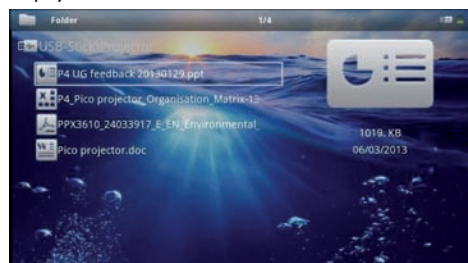 Folder 1/4
USB-Stick\Projector
P4 UG feedback 20130129.ppt
P4_Pico projector_Organisation_Matrix-13
PPX3610_24033917_E_EN_Environmental_
Pico projector.doc
1019. KB
06/03/2013